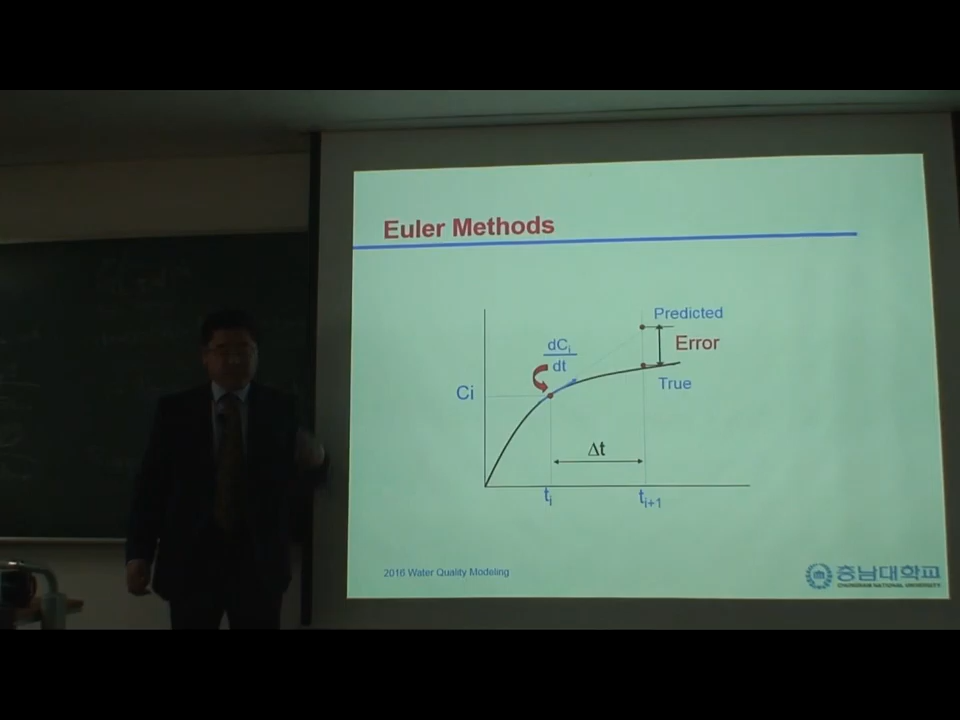 Euler Methods
Predicted
Error
True
dCi
dt
Ci
Δt
ti
ti+1
2016 Water Quality Modeling
충남대학교
CHUNGNAM NATIONAL UNIVERSITY